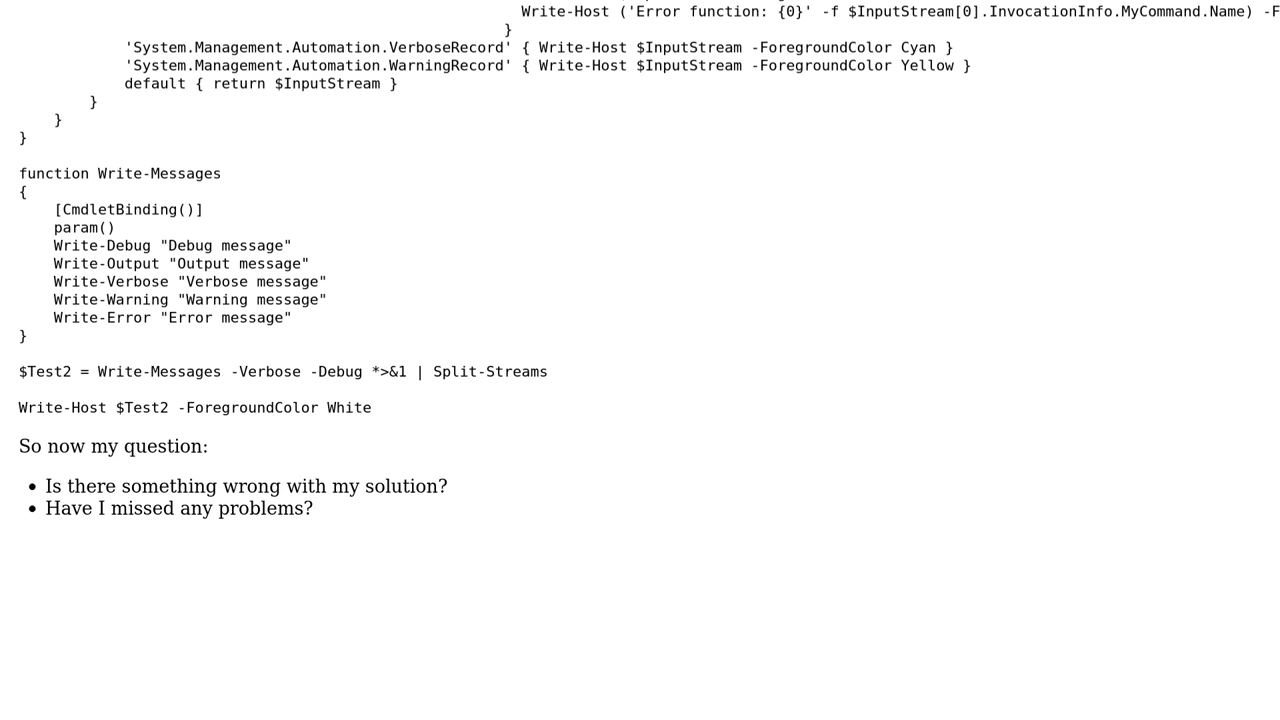 Write-Host ('Error function: {0}' -f $InputStream[0].InvocationInfo.MyCommand.Name) -F
}
'System.Management.Automation.VerboseRecord' { Write-Host $InputStream -ForegroundColor Cyan }
'System.Management.Automation.WarningRecord' { Write-Host $InputStream -ForegroundColor Yellow }
default { return $InputStream }
}
}
}
function Write-Messages
{
[CmdletBinding()]
param()
Write-Debug "Debug message"
Write-Output "Output message"
Write-Verbose "Verbose message"
Write-Warning "Warning message"
Write-Error "Error message"
}
$Test2 = Write-Messages -Verbose -Debug *>&1 | Split-Streams
Write-Host $Test2 -ForegroundColor White
So now my question:
• Is there something wrong with my solution?
• Have I missed any problems?